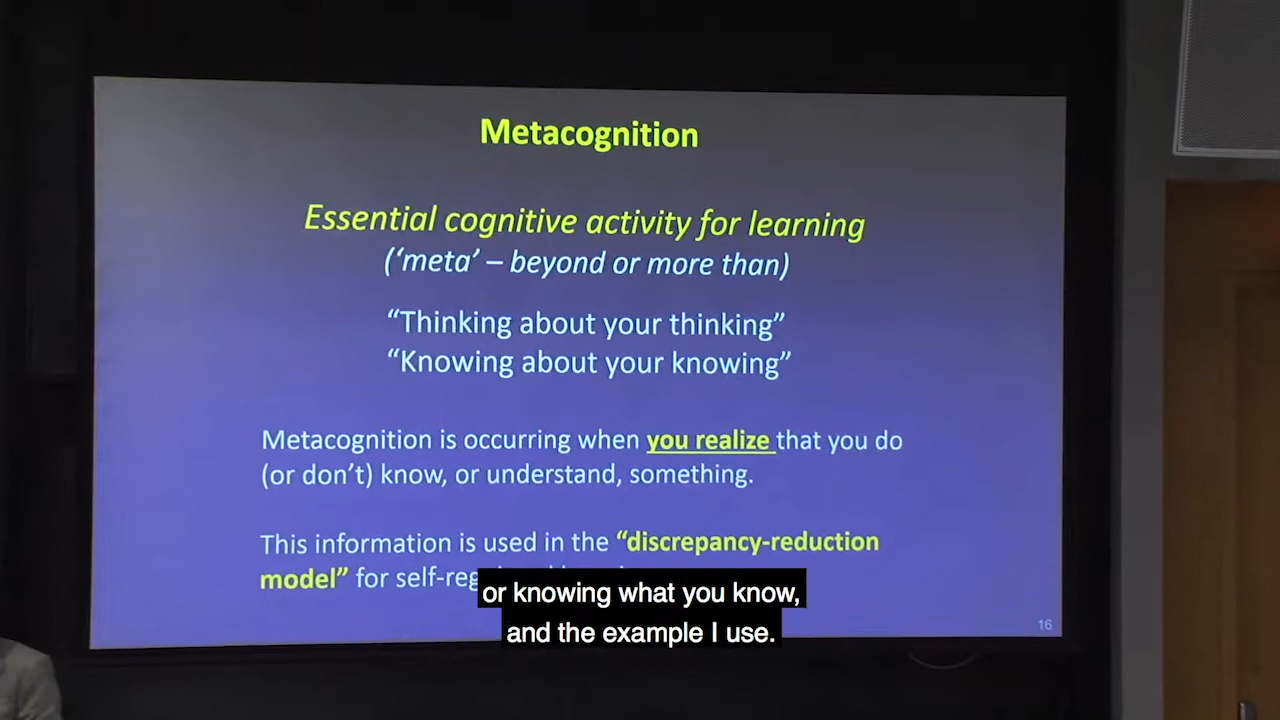 Metacognition
Essential cognitive activity for learning
(‘meta’ – beyond or more than)
“Thinking about your thinking”
“Knowing about your knowing”
Metacognition is occurring when you realize that you do
(or don’t) know, or understand, something.
This information is used in the “discrepancy-reduction
model” for
or knowing what you know,
and the example I use.
16